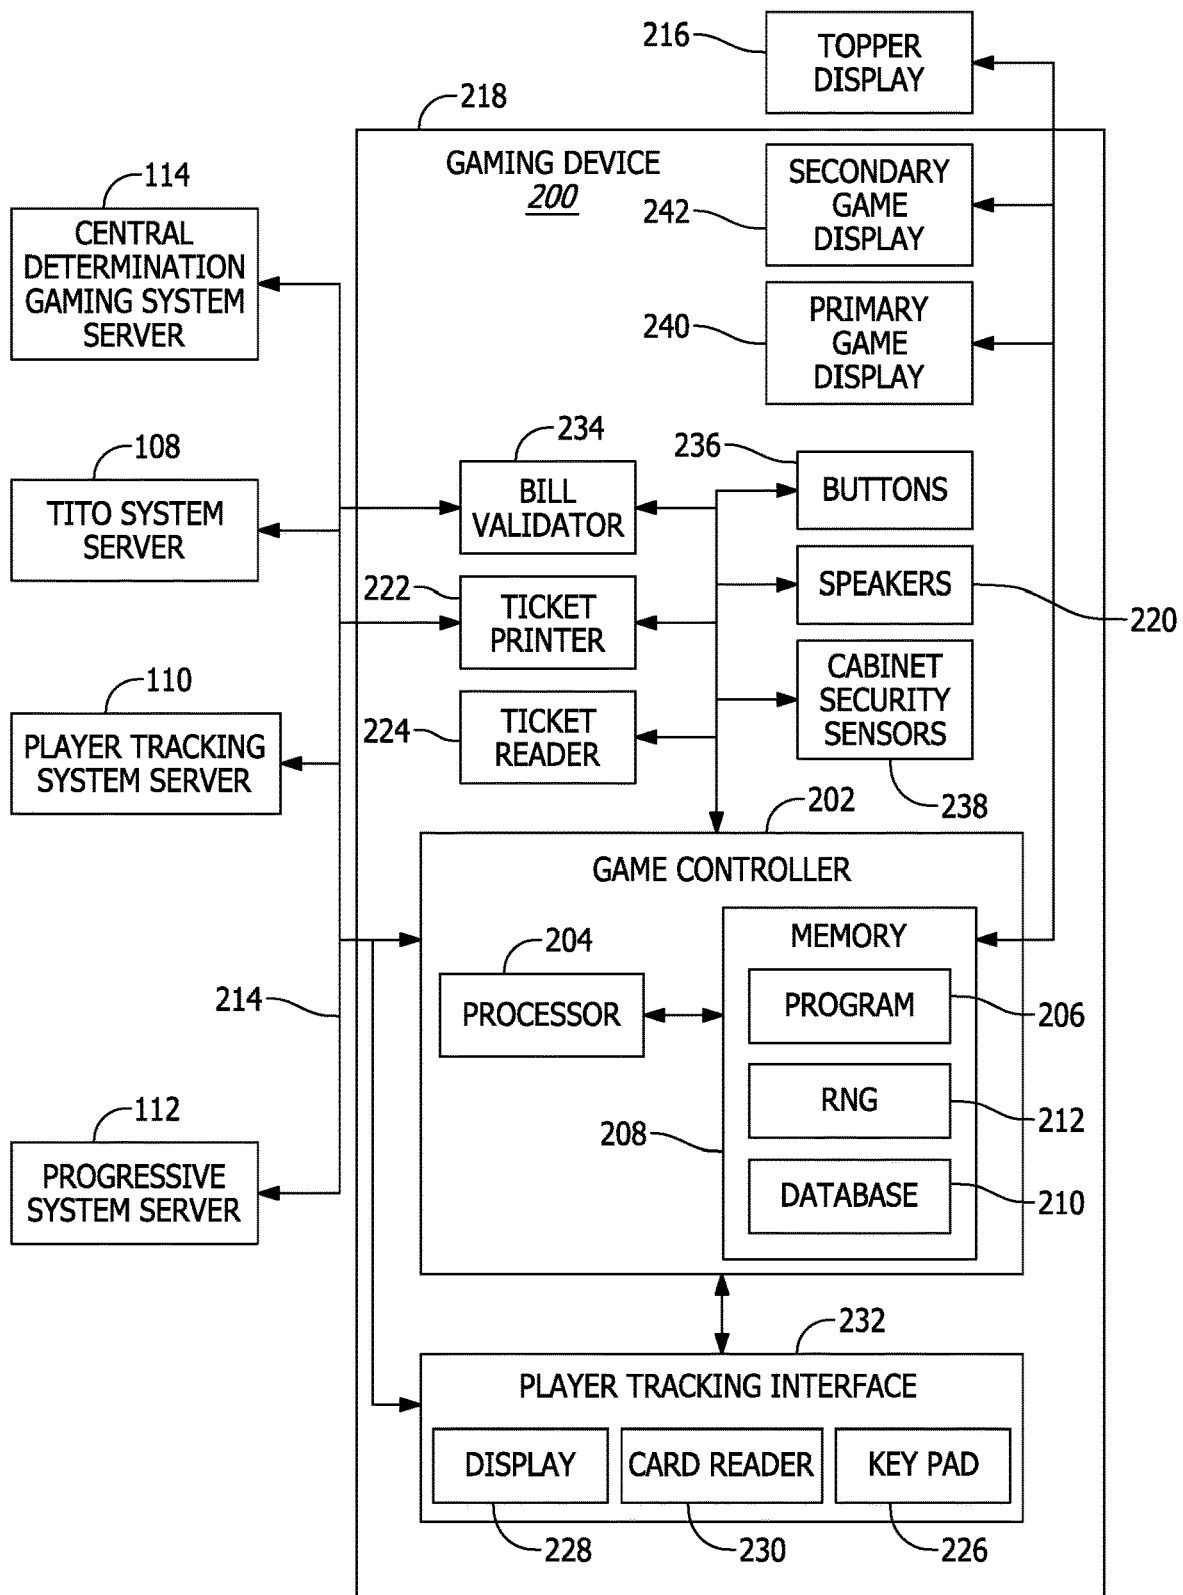 216
TOPPER
DISPLAY
218
GAMING DEVICE
200
242
SECONDARY
GAME
DISPLAY
240
PRIMARY
GAME
DISPLAY
114
CENTRAL
DETERMINATION
GAMING SYSTEM
SERVER
108
TITO SYSTEM
SERVER
110
PLAYER TRACKING
SYSTEM SERVER
214
112
PROGRESSIVE
SYSTEM SERVER
234
BILL
VALIDATOR
222
TICKET
PRINTER
224
TICKET
READER
236
BUTTONS
SPEAKERS
220
CABINET
SECURITY
SENSORS
238
202
GAME CONTROLLER
204
PROCESSOR
MEMORY
PROGRAM
206
RNG
212
208
DATABASE
210
232
PLAYER TRACKING INTERFACE
DISPLAY
CARD READER
KEY PAD
228
230
226